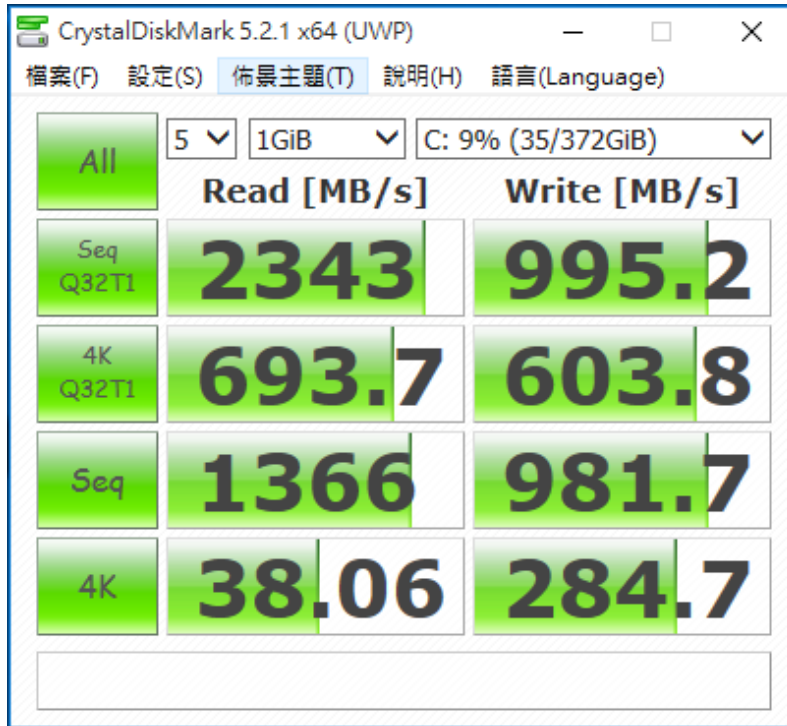 CrystalDiskMark 5.2.1 x64 (UWP)
檔案(F) 設定(S) 佈景主題(T) 說明(H) 語言(Language)
All 5 1GiB C: 9% (35/372GiB)
Read [MB/s] Write [MB/s]
Seq Q32T1 2343 995.2
4K Q32T1 693.7 603.8
Seq 1366 981.7
4K 38.06 284.7